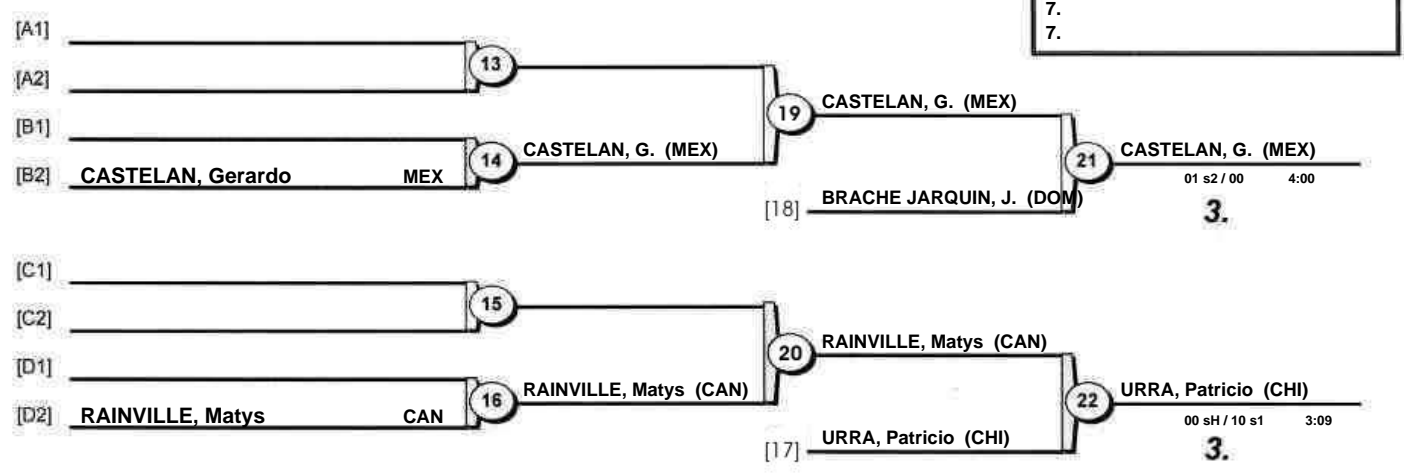 7.
7.
[A1]
13
[A2]
19 CASTELAN, G. (MEX)
[B1]
14 CASTELAN, G. (MEX)
21 CASTELAN, G. (MEX)
[B2] CASTELAN, Gerardo MEX
01 s2 / 00 4:00
[18] BRACHE JARQUIN, J. (DOM)
3.
[C1]
15
[C2]
20 RAINVILLE, Matys (CAN)
[D1]
16 RAINVILLE, Matys (CAN)
22 URRA, Patricio (CHI)
[D2] RAINVILLE, Matys CAN
00 sH / 10 s1 3:09
[17] URRA, Patricio (CHI)
3.